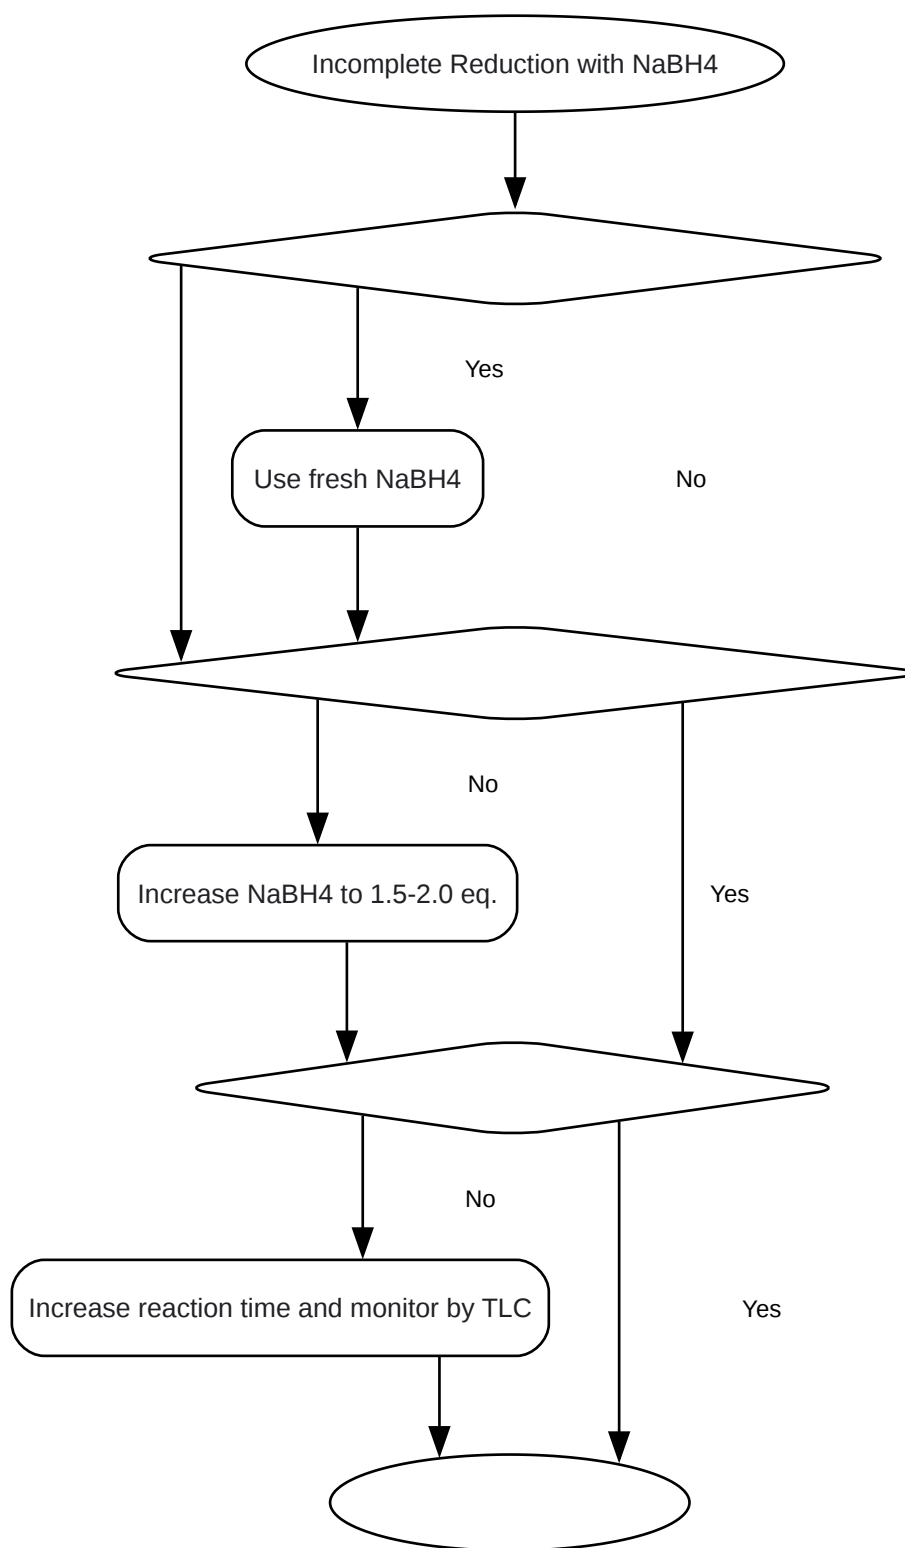 Incomplete Reduction with NaBH4
Yes
Use fresh NaBH4
No
No
Increase NaBH4 to 1.5-2.0 eq.
Yes
No
Increase reaction time and monitor by TLC
Yes